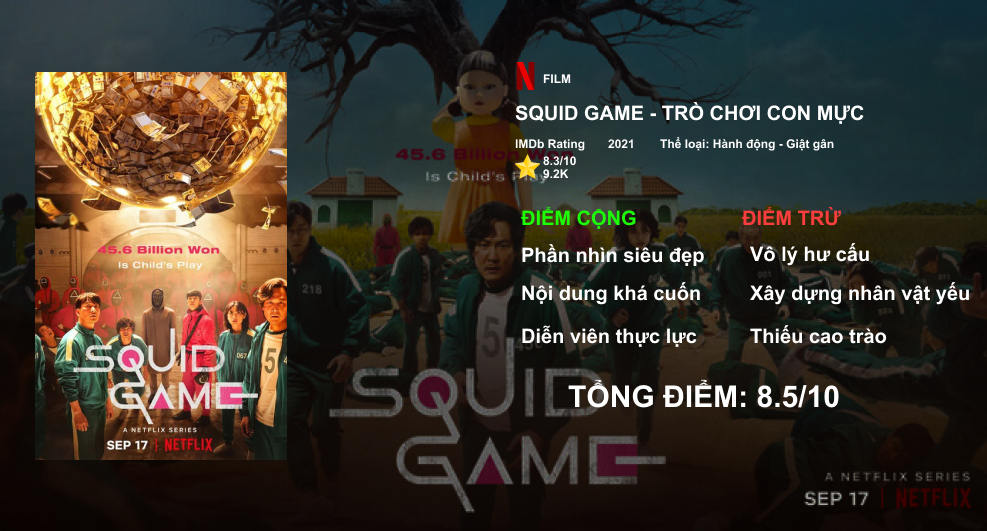 45.6 Billion Won
Is Child's Play
218
001
067
45
SQUID
GAME
A NETFLIX SERIES
SEP 17 | NETFLIX
N FILM
SQUID GAME - TRÒ CHƠI CON MỰC
IMDb Rating 2021 Thể loại: Hành động - Giật gân
8.3/10
9.2K
45.6 Billion Won
Is Child's Play
ĐIỂM CỘNG ĐIỂM TRỪ
Phần nhìn siêu đẹp Vô lý hư cấu
Nội dung khá cuốn Xây dựng nhân vật yếu
Diễn viên thực lực Thiếu cao trào
TỔNG ĐIỂM: 8.5/10
SQUID
GAME
A NETFLIX SERIES
SEP 17 | NETFLIX